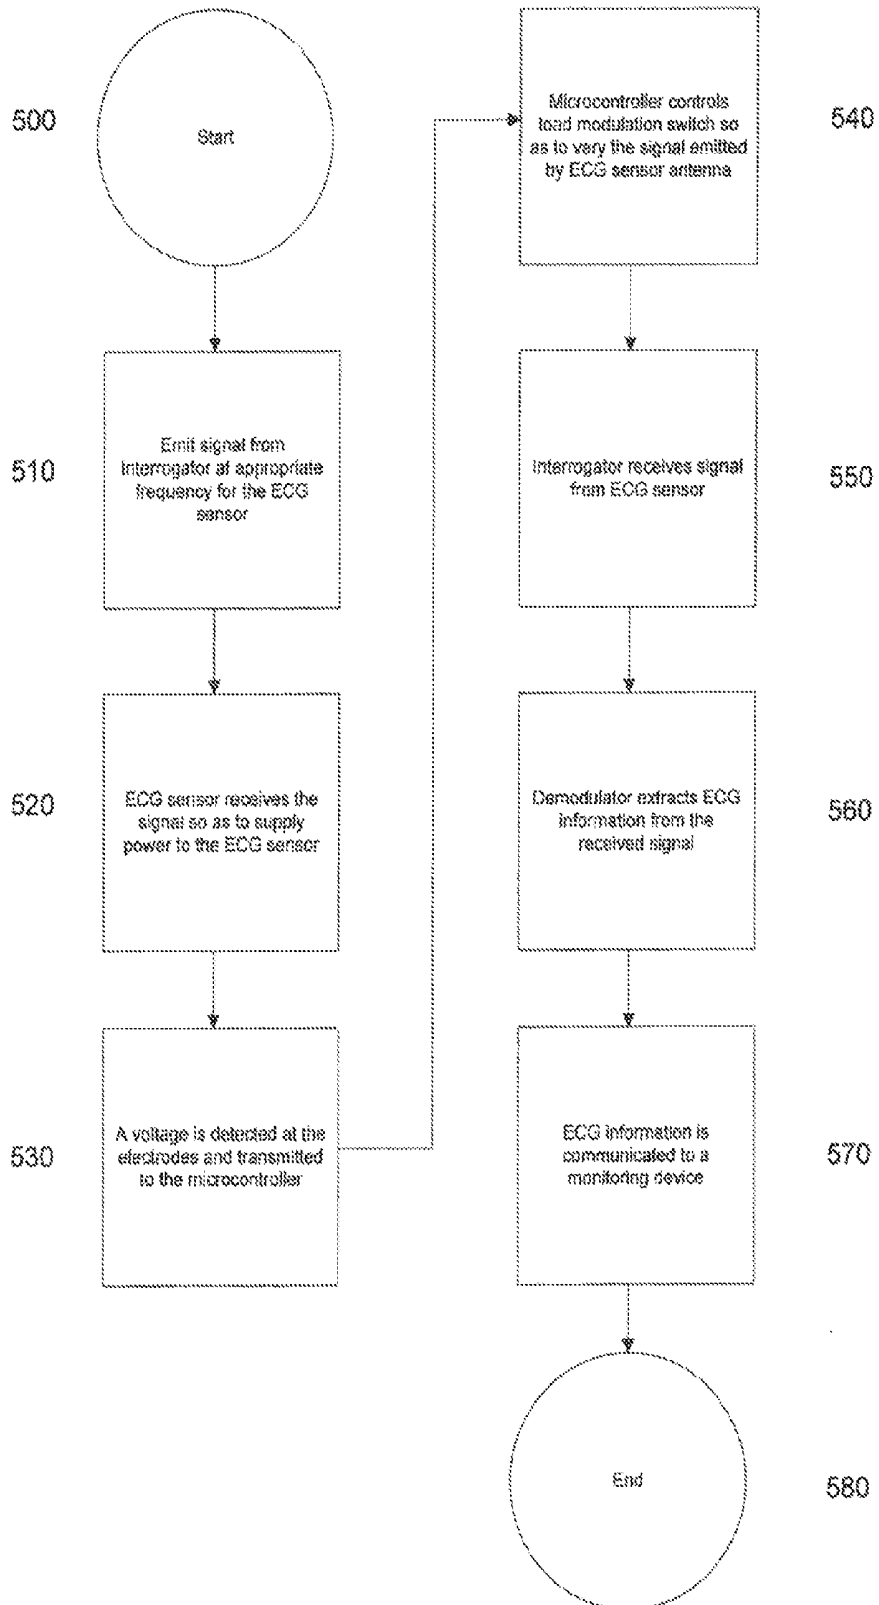 500
Start
510
Emit signal from
Interrogator at appropriate
frequency for the ECG
sensor
520
ECG sensor receives the
signal so as to supply
power to the ECG sensor
530
A voltage is detected at the
electrodes and transmitted
to the microcontroller
540
Microcontroller controls
load modulation switch so
as to vary the signal emitted
by ECG sensor antenna
550
Interrogator receives signal
from ECG sensor
560
Demodulator extracts ECG
information from the
received signal
570
ECG information is
communicated to a
monitoring device
End
580